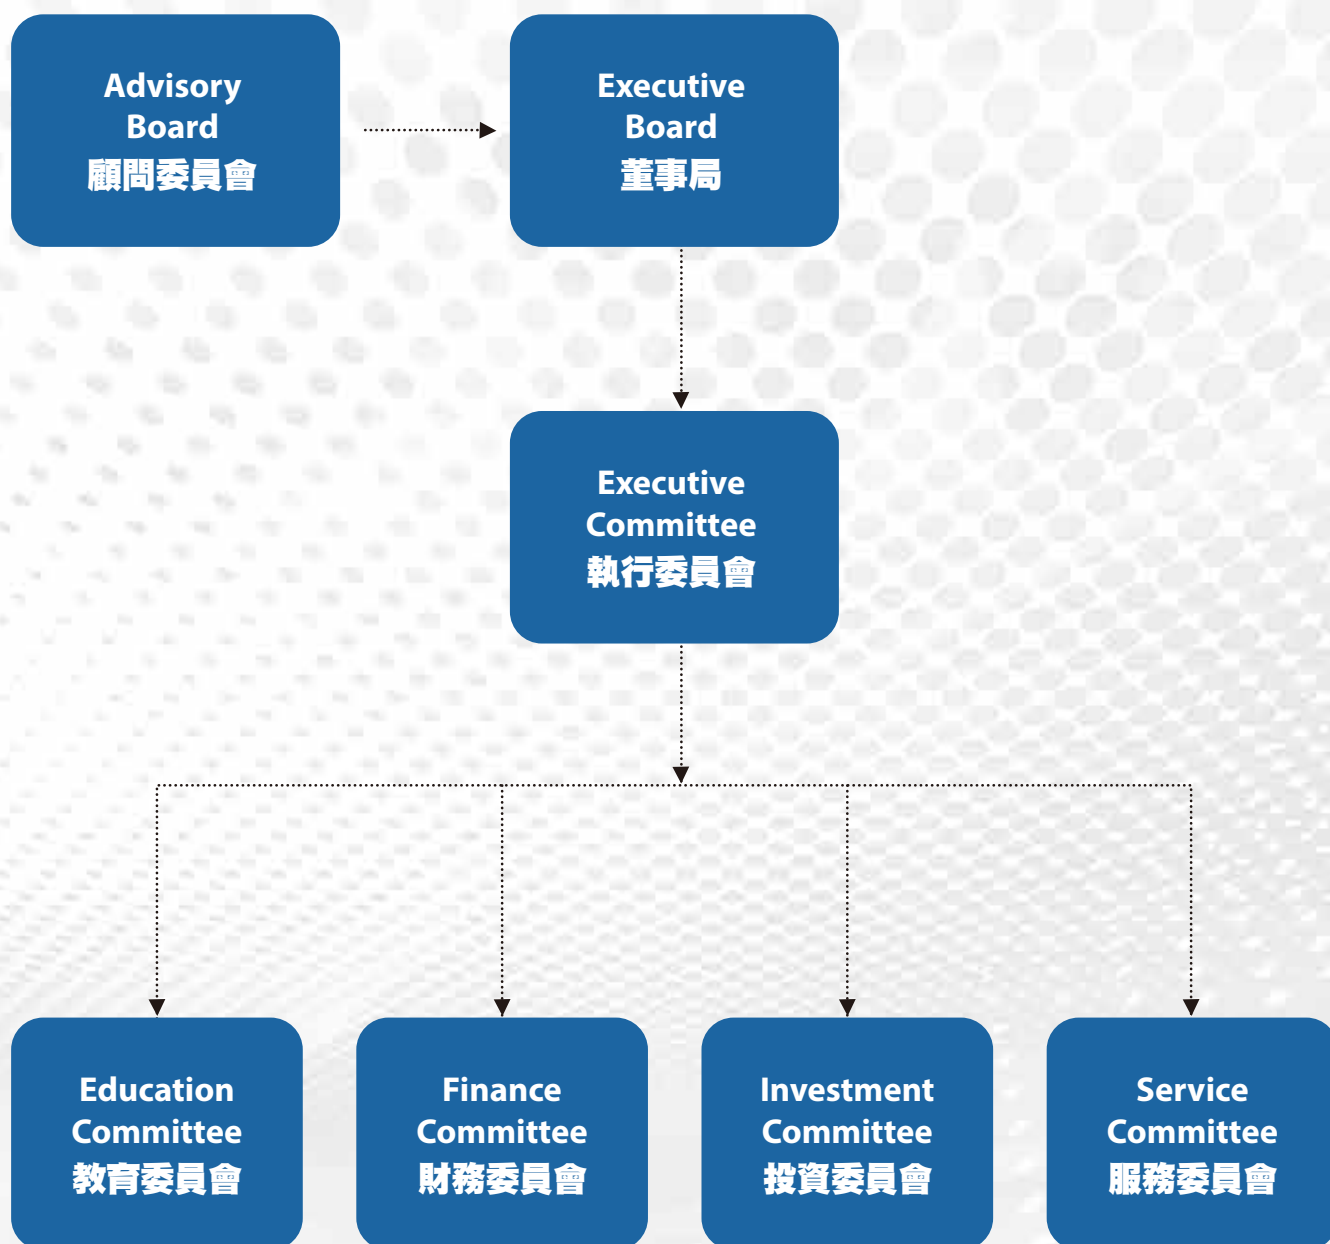 Advisory
Board
顧問委員會
Executive
Board
董事局
Executive
Committee
執行委員會
Education
Committee
教育委員會
Finance
Committee
財務委員會
Investment
Committee
投資委員會
Service
Committee
服務委員會